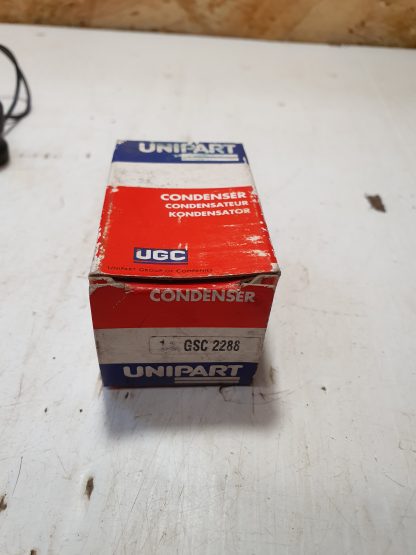 UNIPART
CONDENSER
CONDENSATEUR
KONDENSATOR
UGC
UNIPART GROUP OF COMPANIES
CONDENSER
GSC 2288
UNIPART